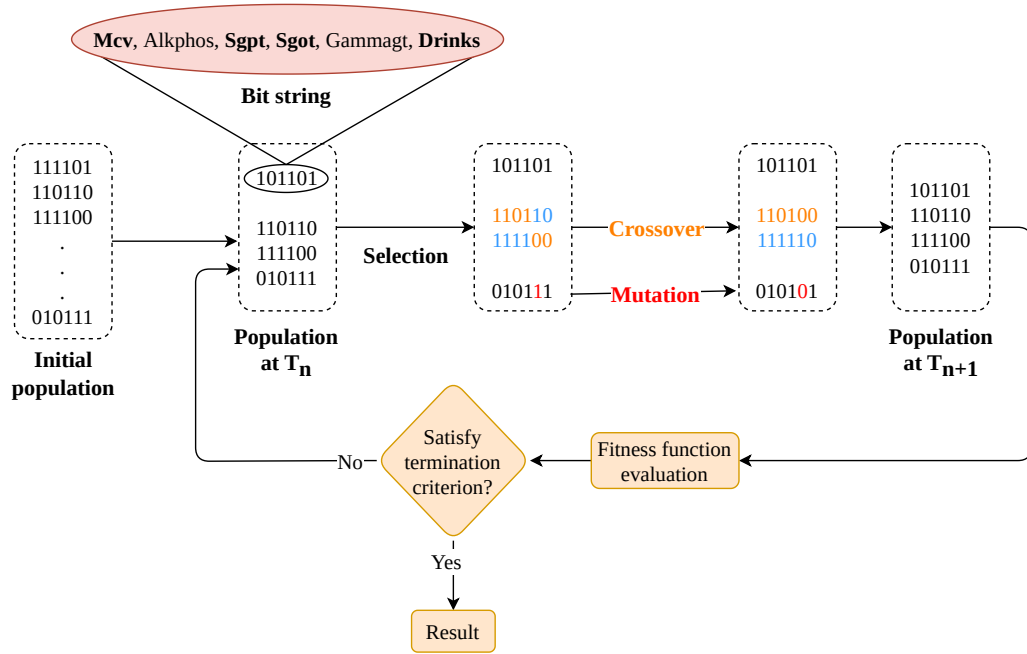 Mcv, Alkphos, Sgpt, Sgot, Gammagt, Drinks
Bit string
111101
110110
111100
.
.
.
010111
Initial
population
101101
110110
111100
010111
Population
at Tn
Selection
101101
110110
111100
010111
Crossover
Mutation
101101
110100
111110
010101
101101
110110
111100
010111
Population
at Tn+1
Fitness function
evaluation
Satisfy
termination
criterion?
No
Yes
Result